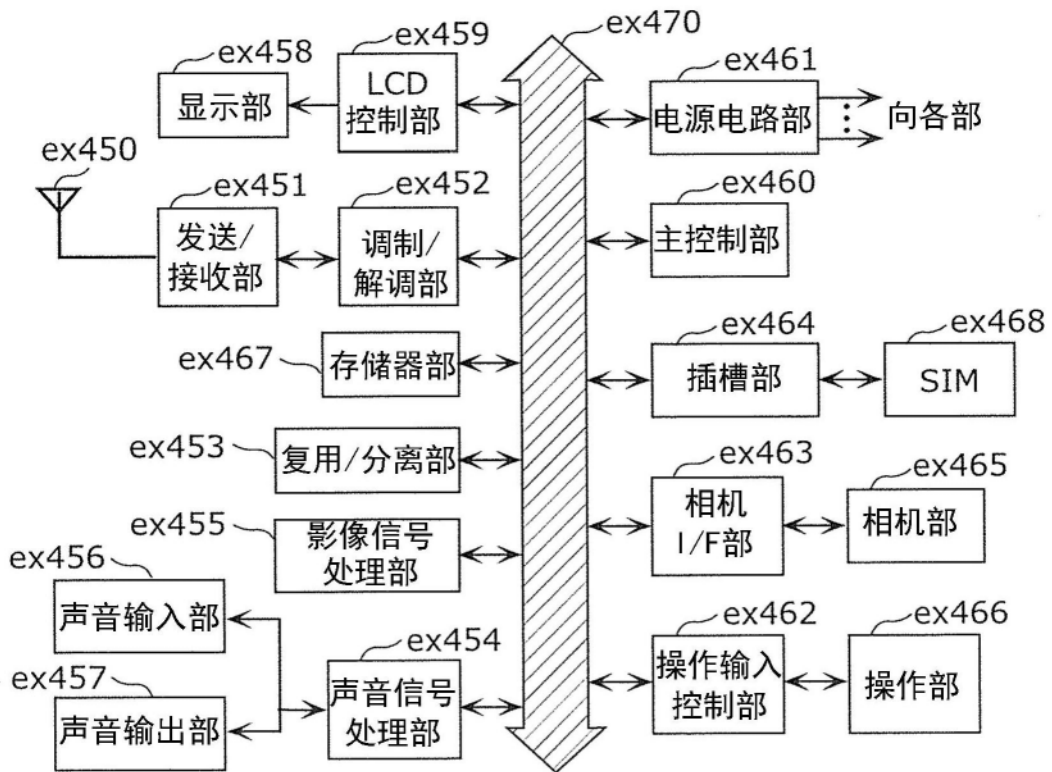 ex470
ex459
ex458
LCD
控制部
显示部
ex461
电源电路部
向各部
ex450
ex451
发送/
接收部
ex452
调制/
解调部
ex460
主控制部
ex467
存储器部
ex464
插槽部
ex468
SIM
ex453
复用/分离部
ex463
相机
I/F部
ex465
相机部
ex455
影像信号
处理部
ex456
声音输入部
ex454
声音信号
处理部
ex457
声音输出部
ex462
操作输入
控制部
ex466
操作部